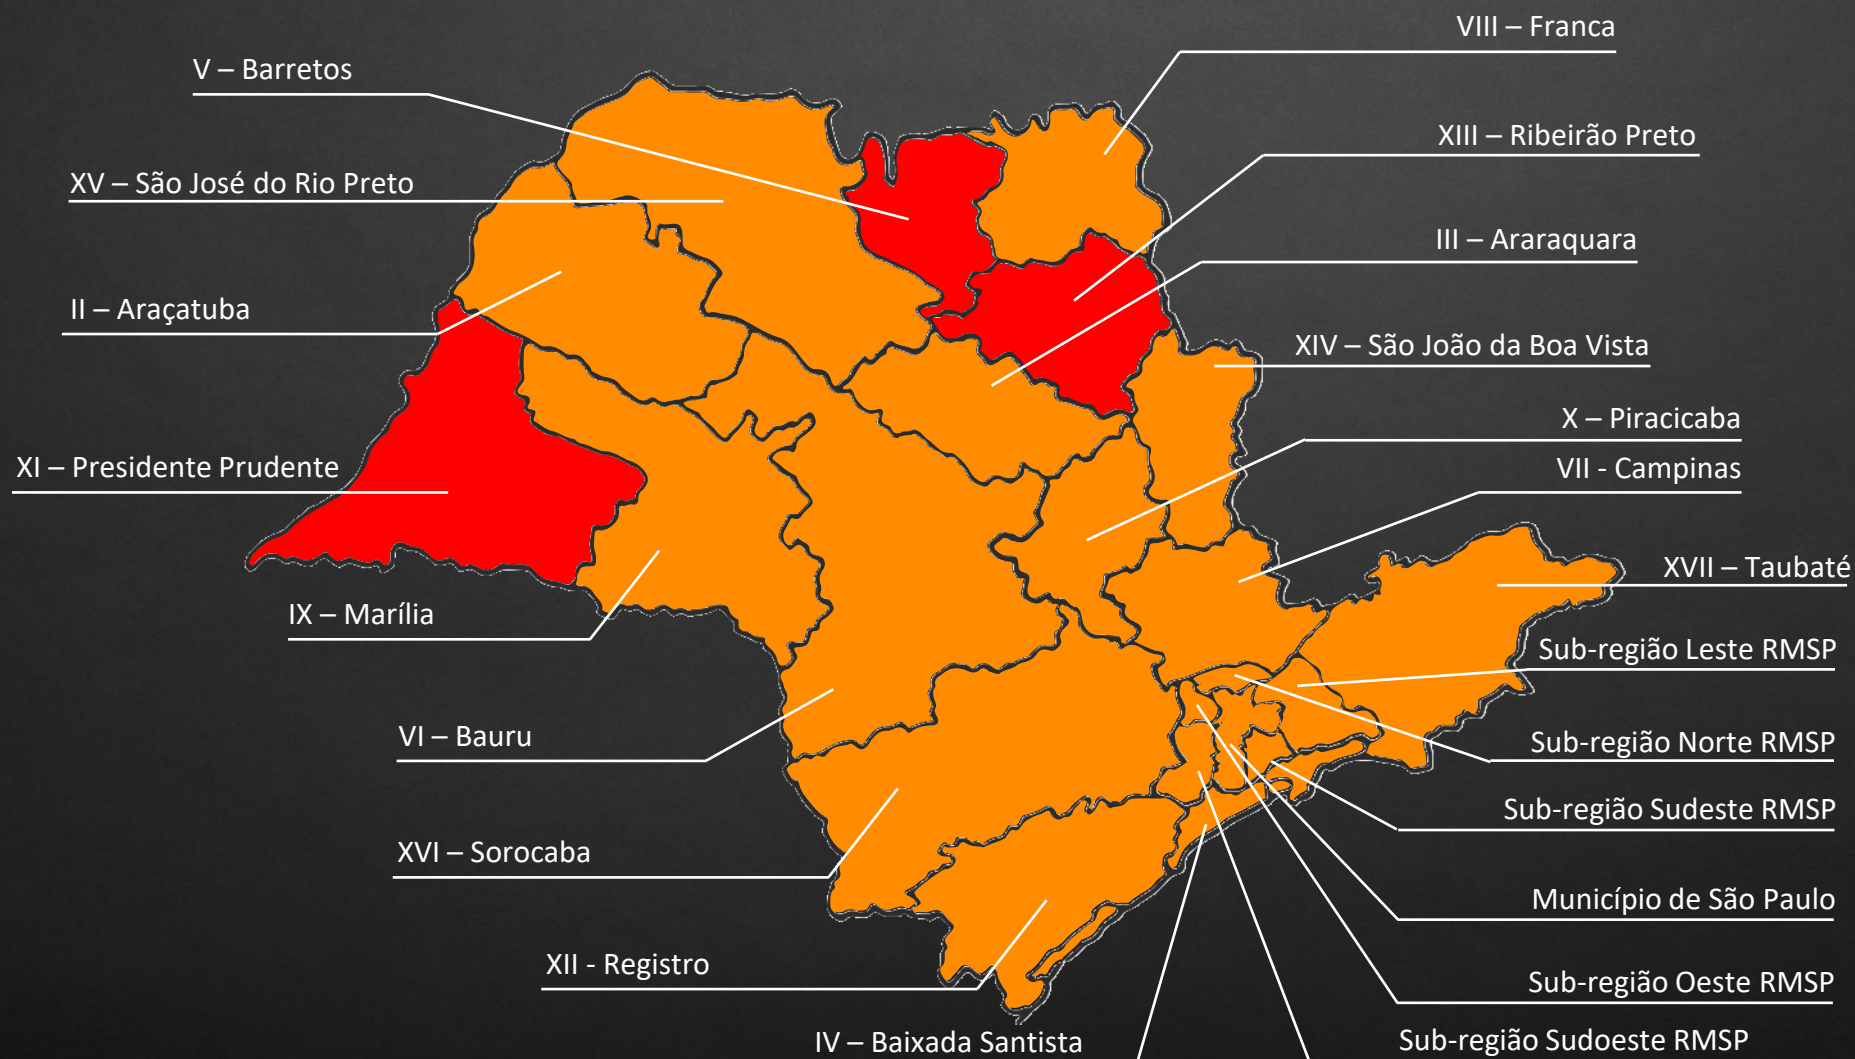 VIII – Franca
V – Barretos
XIII – Ribeirão Preto
XV – São José do Rio Preto
III – Araraquara
II – Araçatuba
XIV – São João da Boa Vista
X – Piracicaba
XI – Presidente Prudente
VII - Campinas
XVII – Taubaté
IX – Marília
Sub-região Leste RMSP
VI – Bauru
Sub-região Norte RMSP
Sub-região Sudeste RMSP
XVI – Sorocaba
Município de São Paulo
XII - Registro
Sub-região Oeste RMSP
IV – Baixada Santista
Sub-região Sudoeste RMSP